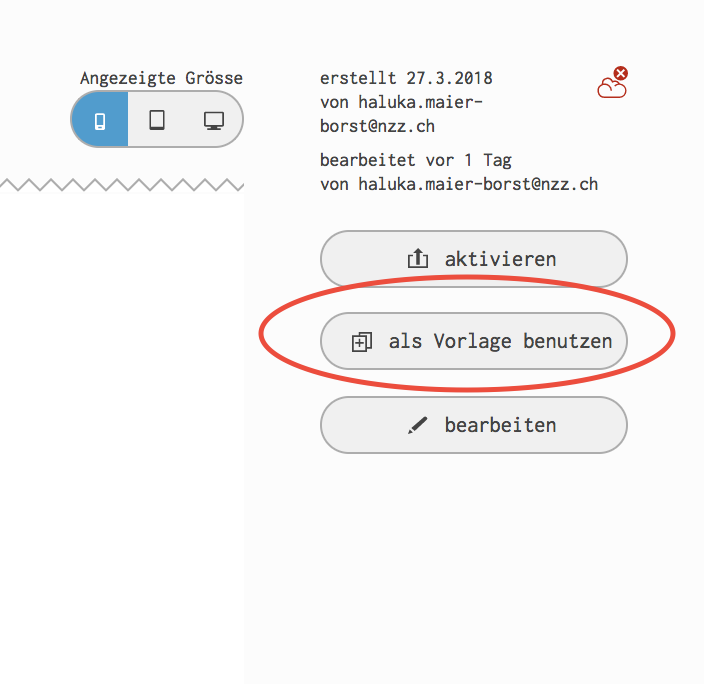 Angezeigte Grösse
erstellt 27.3.2018
von haluka.maier-
borst@nzz.ch
bearbeitet vor 1 Tag
von haluka.maier-borst@nzz.ch
aktivieren
als Vorlage benutzen
bearbeiten